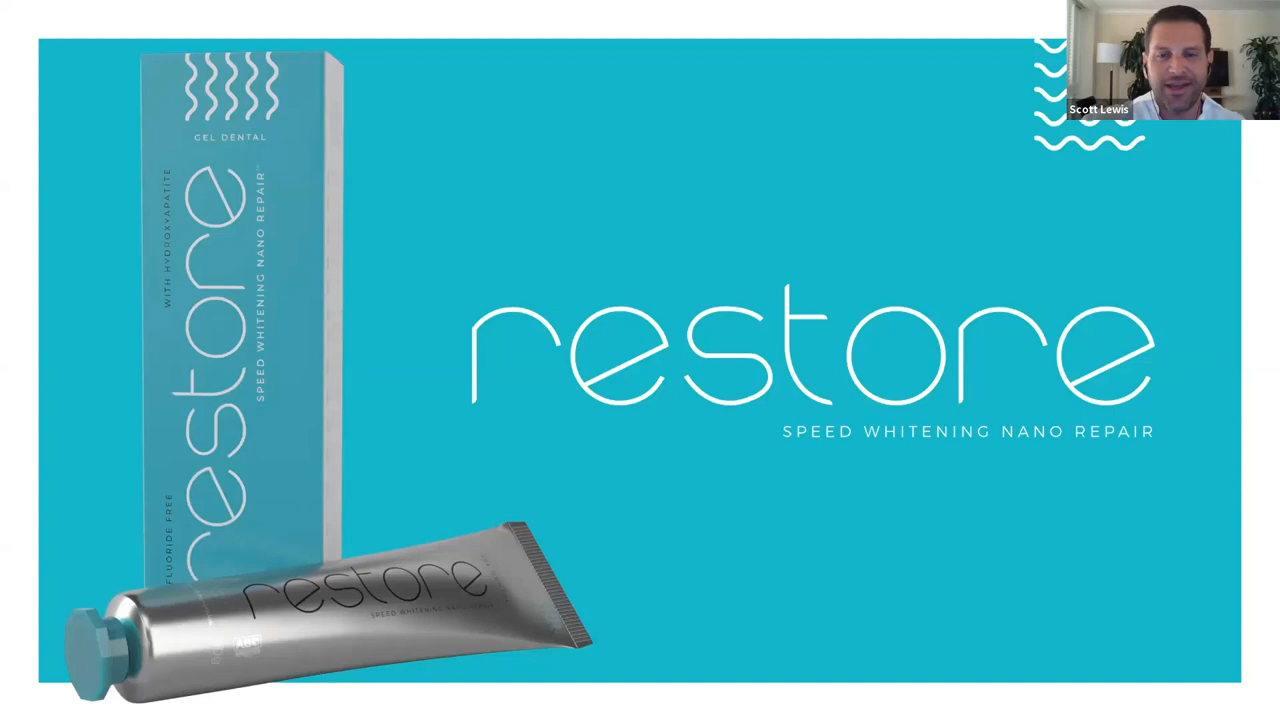 GEL DENTAL
WITH HYDROXYAPATITE
restore
SPEED WHITENING NANO REPAIR
FLUORIDE FREE
restore
SPEED WHITENING NANO REPAIR
restore
SPEED WHITENING NANO REPAIR
Scott Lewis